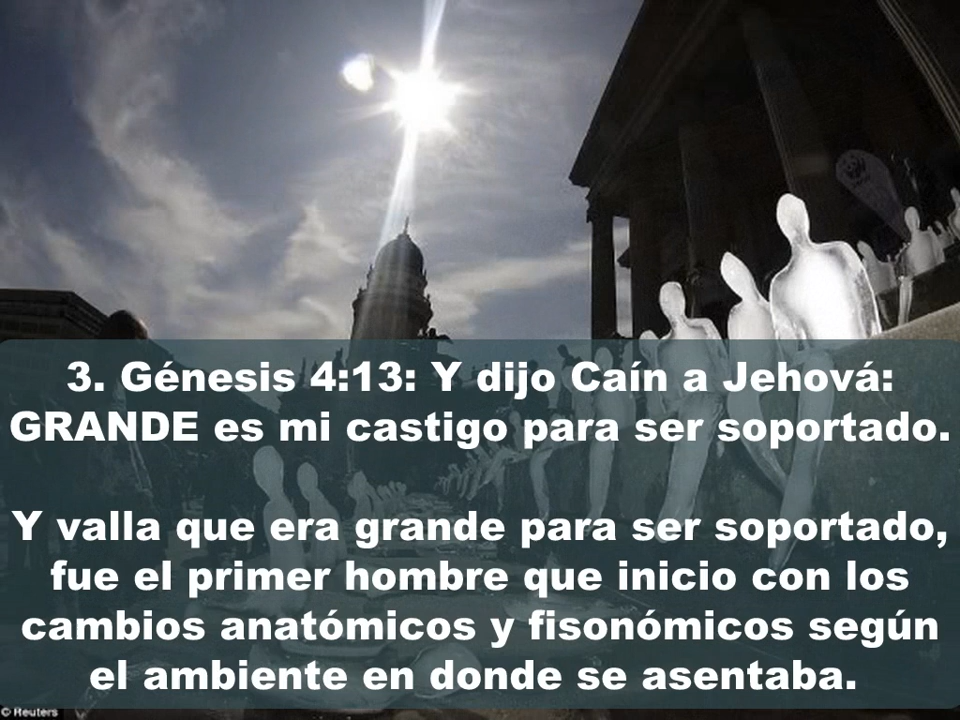 3. Génesis 4:13: Y dijo Caín a Jehová:
GRANDE es mi castigo para ser soportado.
Y valla que era grande para ser soportado,
fue el primer hombre que inicio con los
cambios anatómicos y fisonómicos según
el ambiente en donde se asentaba.
© Reuters